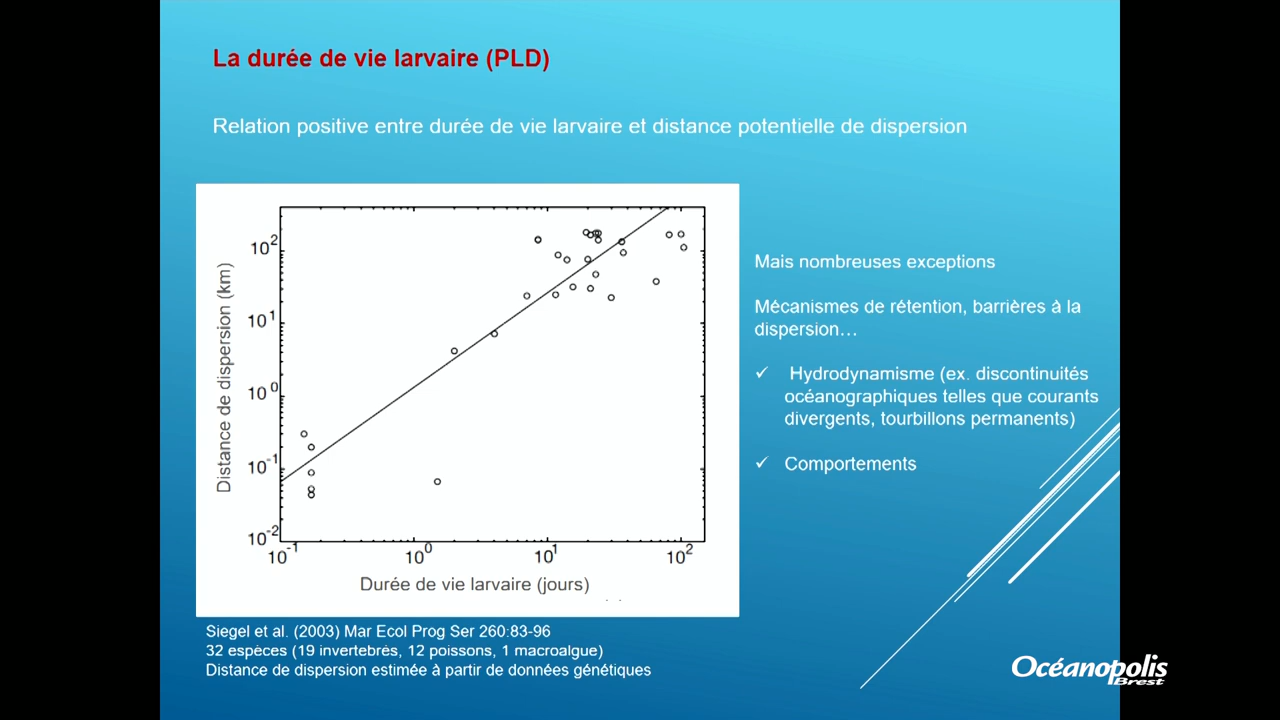 La durée de vie larvaire (PLD)
Relation positive entre durée de vie larvaire et distance potentielle de dispersion
Distance de dispersion (km)
10²
10¹
10⁰
10⁻¹
10⁻²
10⁻¹
10⁰
10¹
10²
Durée de vie larvaire (jours)
Mais nombreuses exceptions
Mécanismes de rétention, barrières à la
dispersion…
✓ Hydrodynamisme (ex. discontinuités
océanographiques telles que courants
divergents, tourbillons permanents)
✓ Comportements
Siegel et al. (2003) Mar Ecol Prog Ser 260:83-96
32 espèces (19 invertebrés, 12 poissons, 1 macroalgue)
Distance de dispersion estimée à partir de données génétiques
Océanopolis
Brest